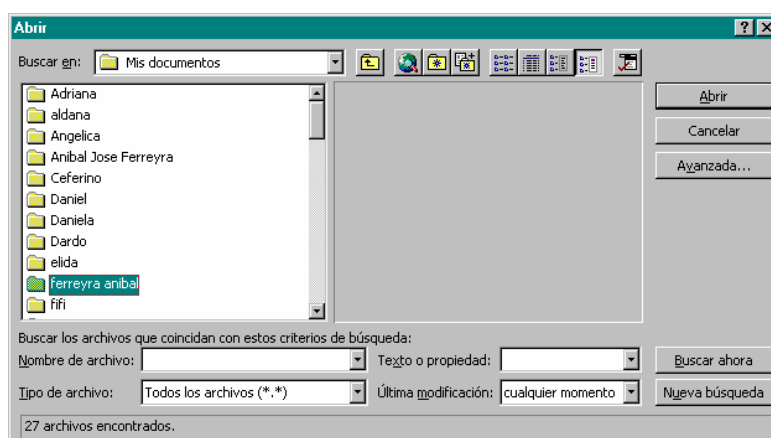 Abrir
Buscar en: Mis documentos
Adriana
aldana
Angelica
Anibal Jose Ferreyra
Ceferino
Daniel
Daniela
Dardo
elida
ferreyra anibal
fifi
Abrir
Cancelar
Avanzada...
Buscar los archivos que coincidan con estos criterios de búsqueda:
Nombre de archivo: Texto o propiedad: Buscar ahora
Tipo de archivo: Todos los archivos (*.*) Última modificación: cualquier momento Nueva búsqueda
27 archivos encontrados.